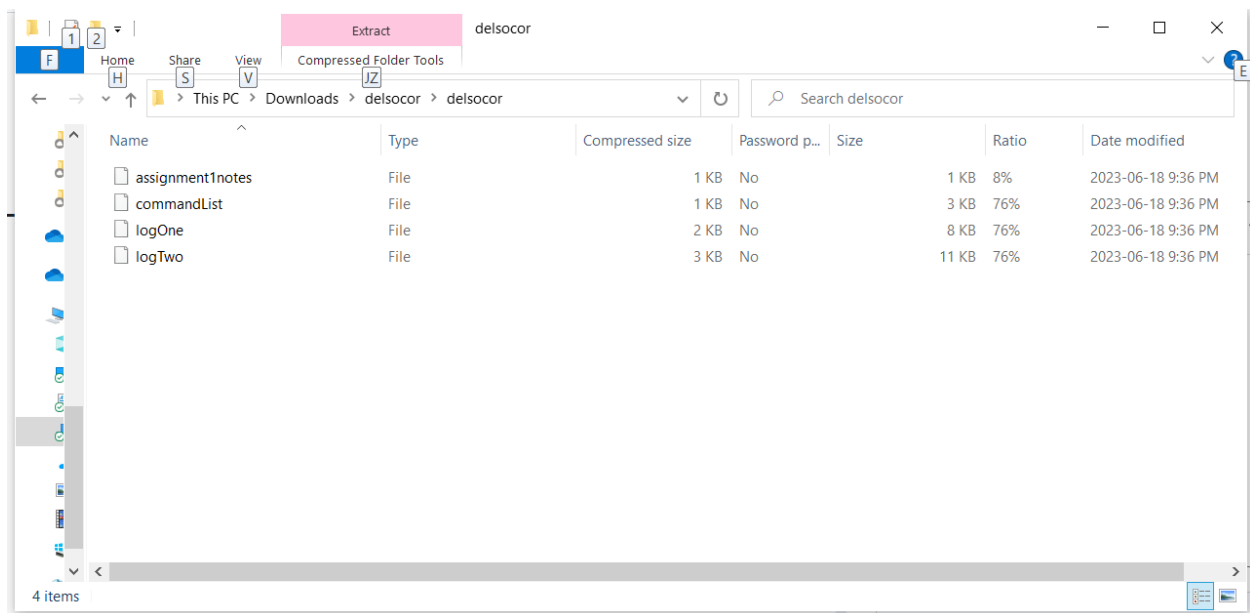 Extract delsocor
1 2
F Home Share View Compressed Folder Tools
H S V JZ E
> This PC > Downloads > delsocor > delsocor Search delsocor
Name Type Compressed size Password p... Size Ratio Date modified
assignment1notes File 1 KB No 1 KB 8% 2023-06-18 9:36 PM
commandList File 1 KB No 3 KB 76% 2023-06-18 9:36 PM
logOne File 2 KB No 8 KB 76% 2023-06-18 9:36 PM
logTwo File 3 KB No 11 KB 76% 2023-06-18 9:36 PM
4 items